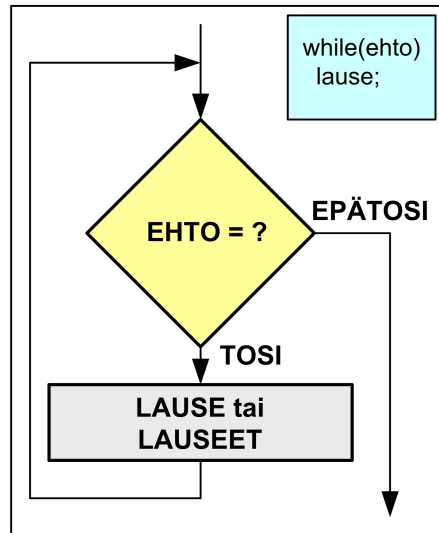 while(ehto)
lause;
EPÄTOSI
EHTO = ?
TOSI
LAUSE tai
LAUSEET